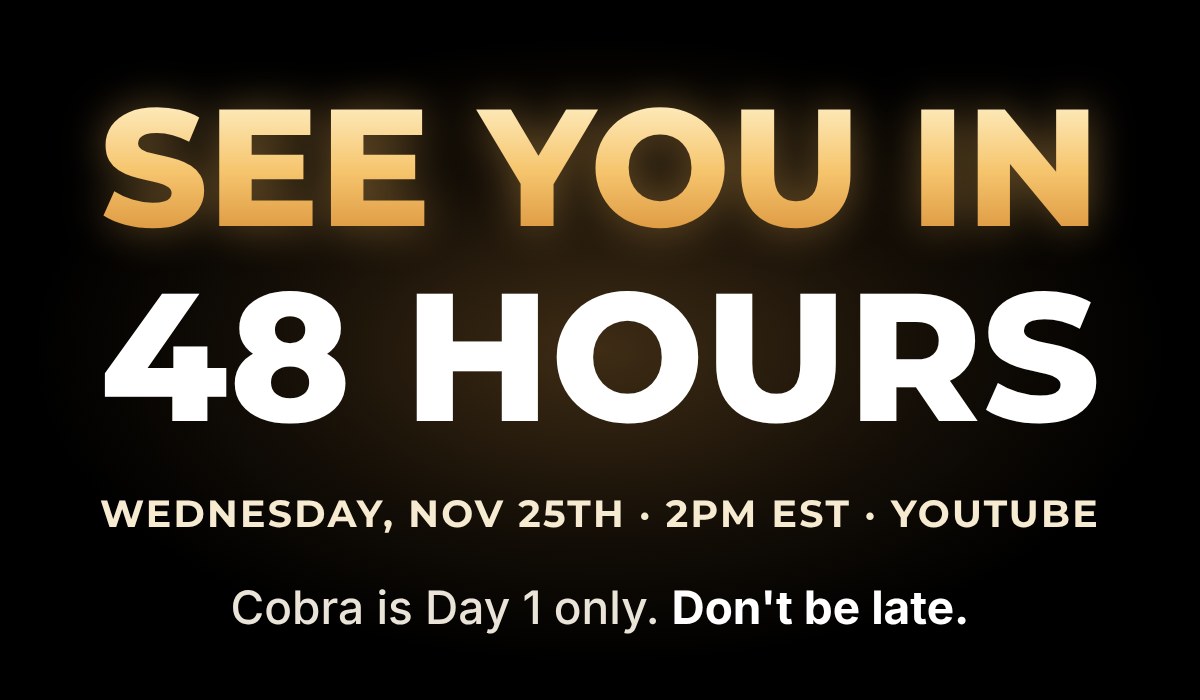 SEE YOU IN
48 HOURS
WEDNESDAY, NOV 25TH · 2PM EST · YOUTUBE
Cobra is Day 1 only. Don't be late.